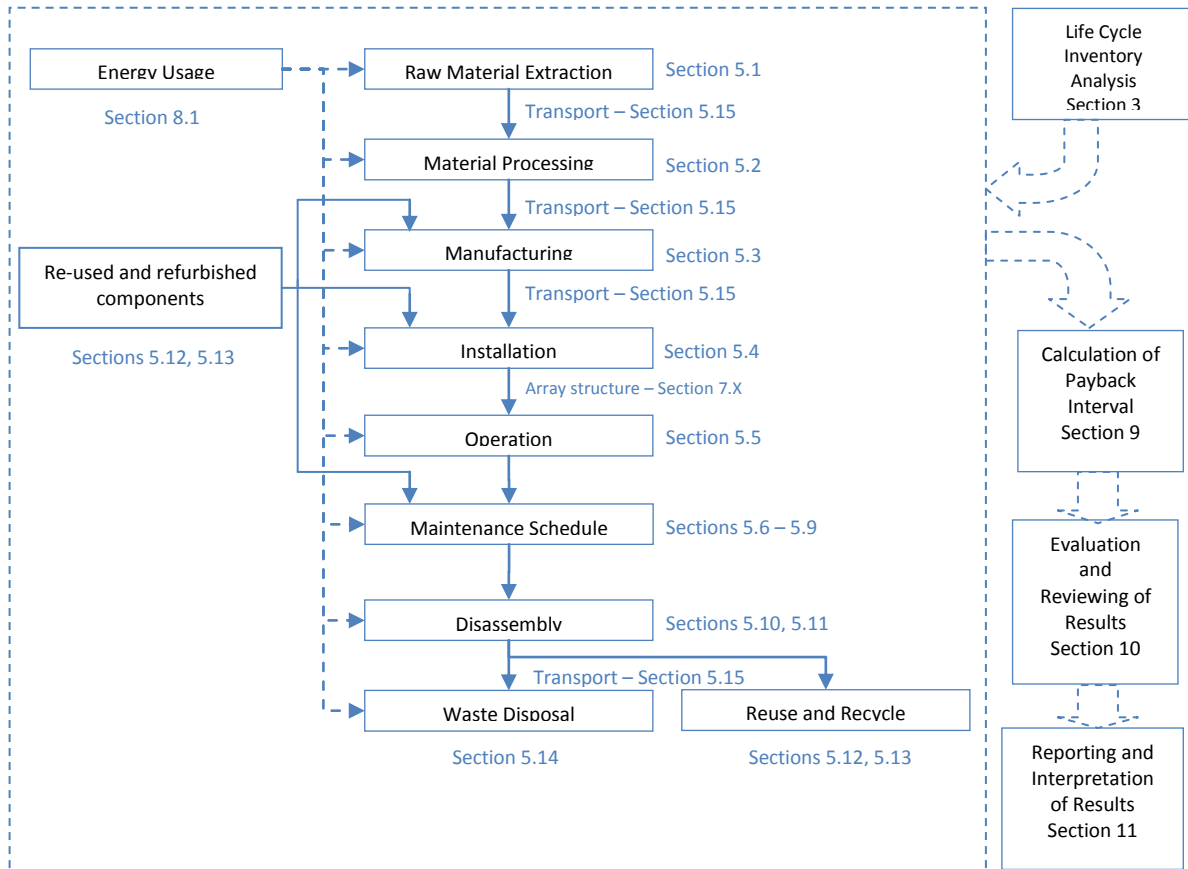 Energy Usage
Section 8.1
Raw Material Extraction
Section 5.1
Transport – Section 5.15
Material Processing
Section 5.2
Transport – Section 5.15
Manufacturing
Section 5.3
Re-used and refurbished
components
Sections 5.12, 5.13
Transport – Section 5.15
Installation
Section 5.4
Array structure – Section 7.X
Operation
Section 5.5
Maintenance Schedule
Sections 5.6 – 5.9
Disassembly
Sections 5.10, 5.11
Transport – Section 5.15
Waste Disposal
Section 5.14
Reuse and Recycle
Sections 5.12, 5.13
Life Cycle
Inventory
Analysis
Section 3
Calculation of
Payback
Interval
Section 9
Evaluation
and
Reviewing of
Results
Section 10
Reporting and
Interpretation
of Results
Section 11